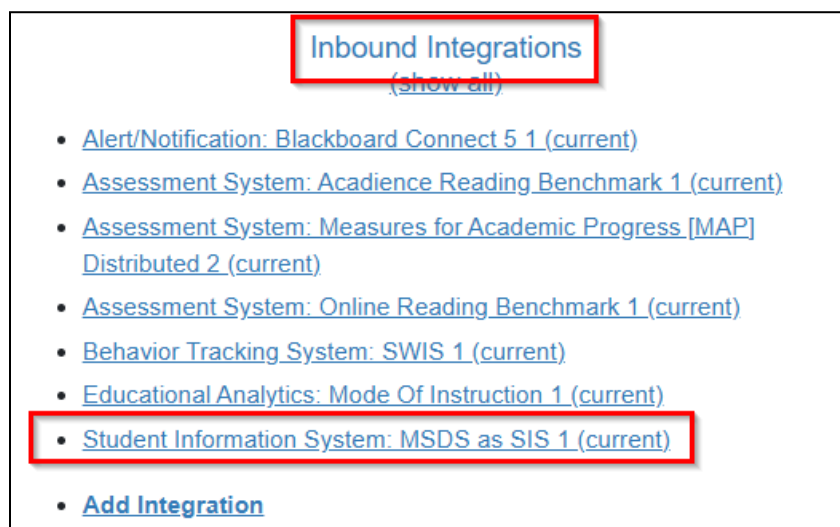 Inbound Integrations
(show all)
Alert/Notification: Blackboard Connect 5 1 (current)
Assessment System: Acadience Reading Benchmark 1 (current)
Assessment System: Measures for Academic Progress [MAP]
Distributed 2 (current)
Assessment System: Online Reading Benchmark 1 (current)
Behavior Tracking System: SWIS 1 (current)
Educational Analytics: Mode Of Instruction 1 (current)
Student Information System: MSDS as SIS 1 (current)
Add Integration